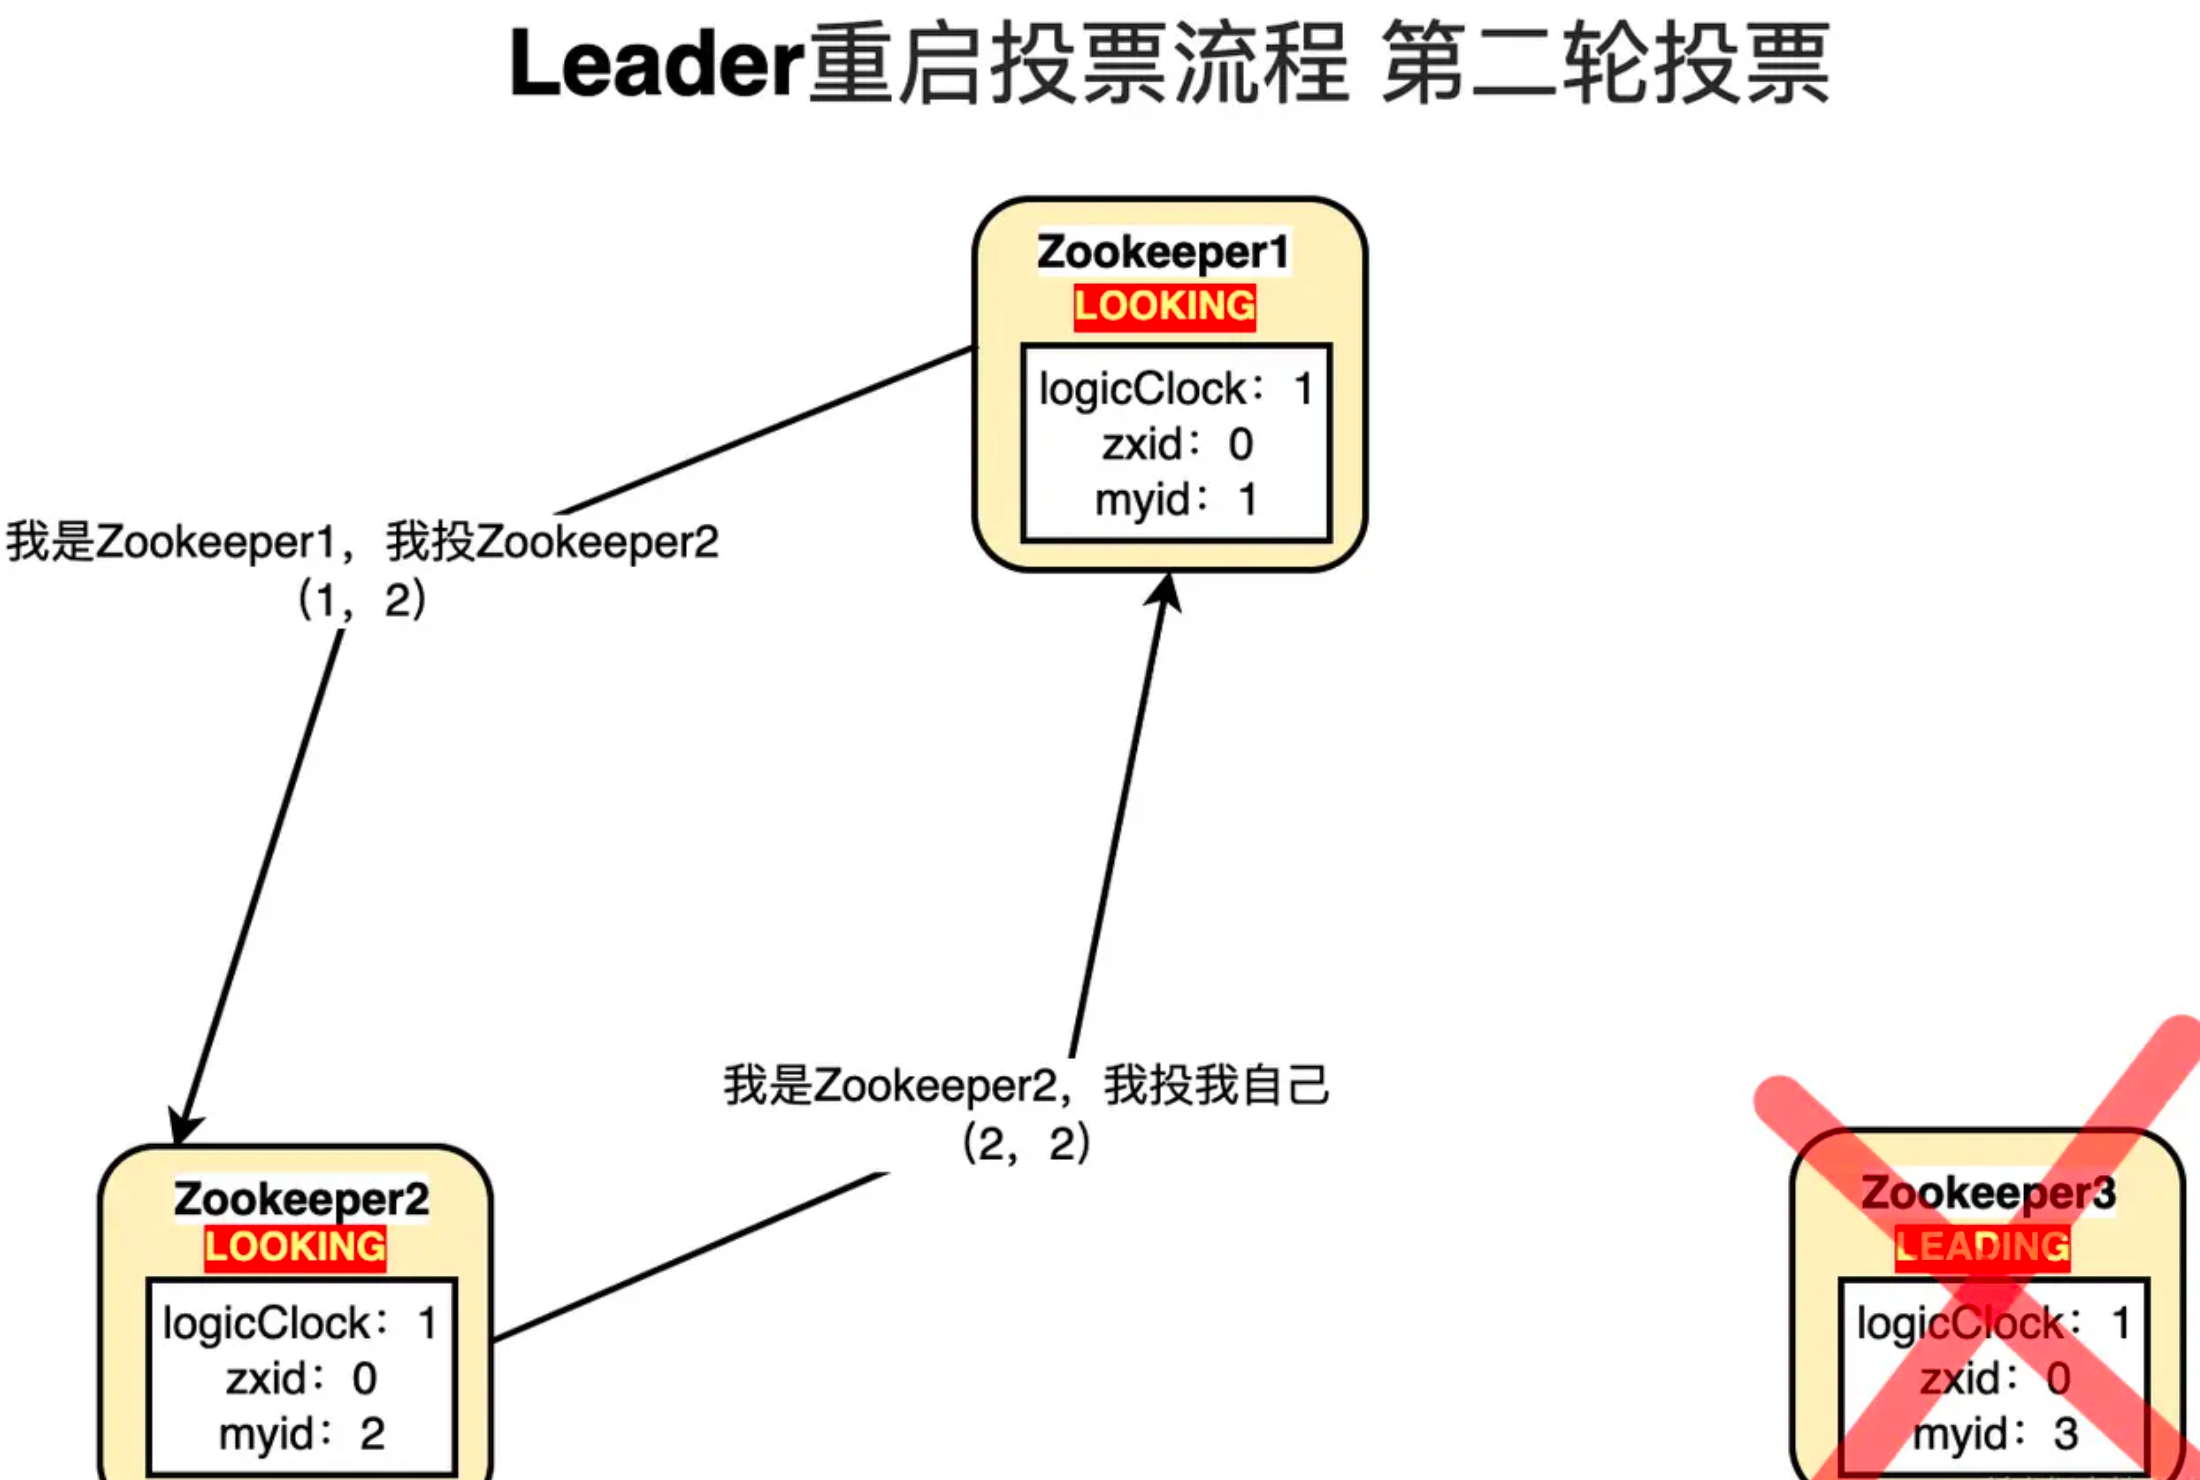 Leader重启投票流程 第二轮投票
Zookeeper1
LOOKING
logicClock：1
zxid：0
myid：1
我是Zookeeper1，我投Zookeeper2
（1，2）
我是Zookeeper2，我投我自己
（2，2）
Zookeeper2
LOOKING
logicClock：1
zxid：0
myid：2
Zookeeper3
LEADING
logicClock：1
zxid：0
myid：3